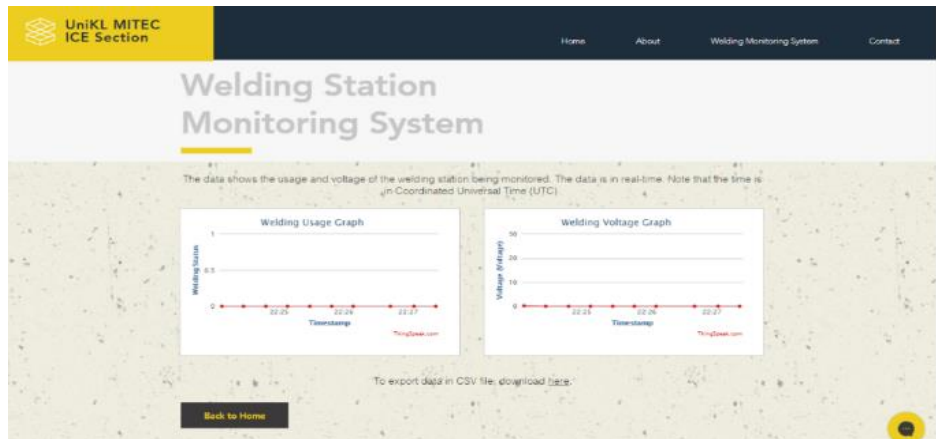 UniKL MITEC
ICE Section
Home About Welding Monitoring System Contact
Welding Station
Monitoring System
The data shows the usage and voltage of the welding station being monitored. The data is in real-time. Note that the time is
in Coordinated Universal Time (UTC)
Welding Usage Graph
1
0.5
0
Welding Status
22:25 22:26 22:27
Timestamp
ThingSpeak.com
Welding Voltage Graph
20
10
0
Voltage (Voltage)
22:25 22:26 22:27
Timestamp
ThingSpeak.com
To export data in CSV file, download here.
Back to Home